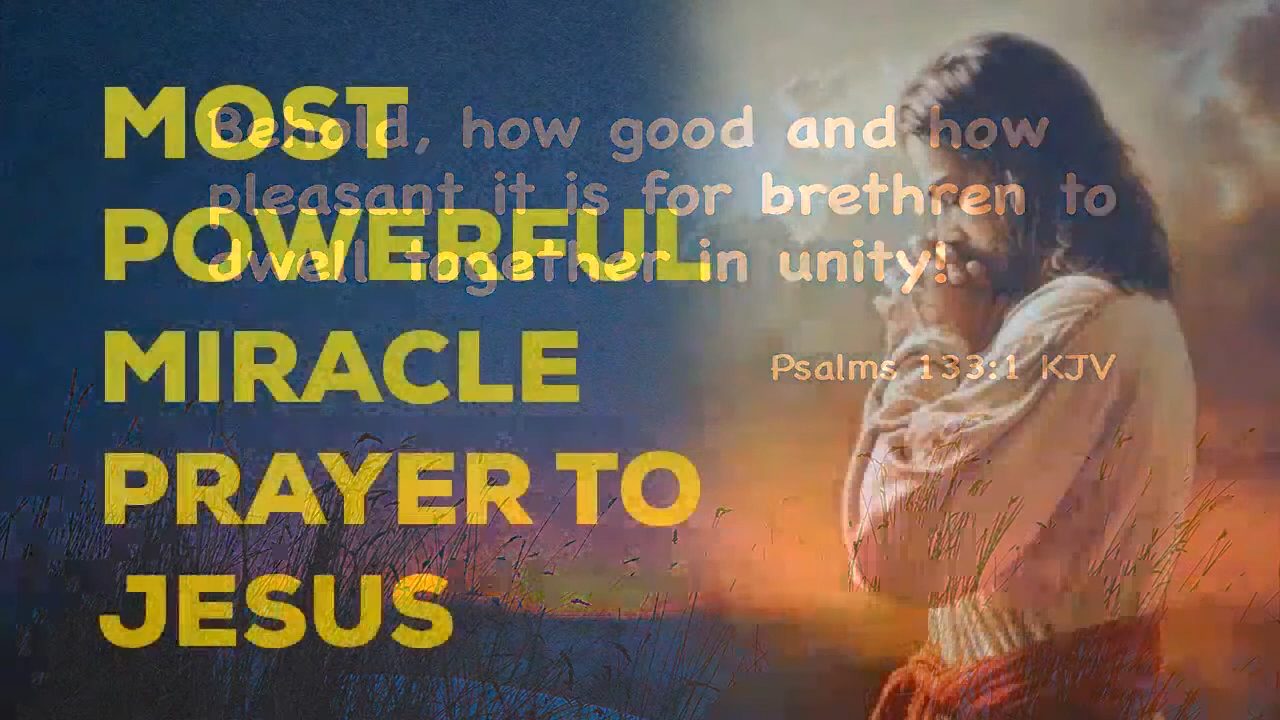 MOST
POWERFUL
MIRACLE
PRAYER TO
JESUS
Behold, how good and how
pleasant it is for brethren to
dwell together in unity!
Psalms 133:1 KJV